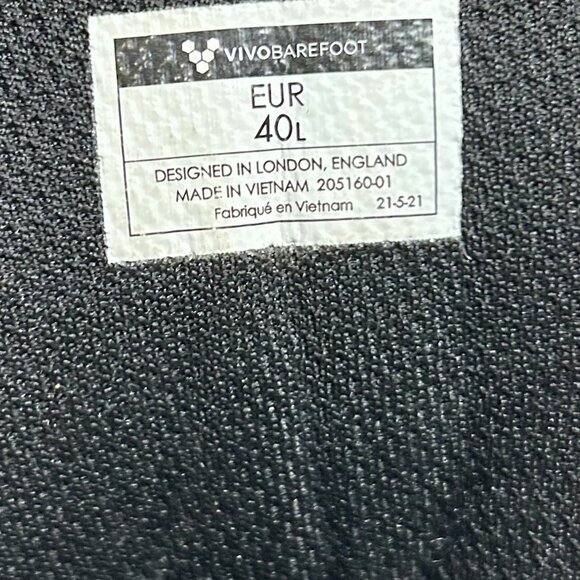 VIVOBAREFOOT
EUR
40L
DESIGNED IN LONDON, ENGLAND
MADE IN VIETNAM 205160-01
Fabriqué en Vietnam 21-5-21